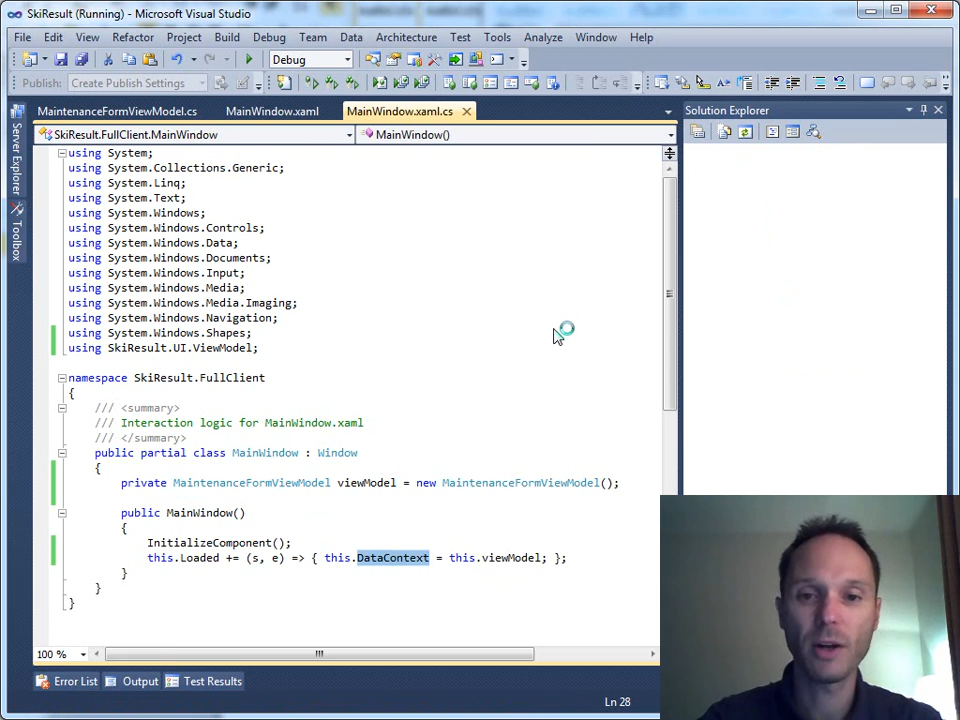 SkiResult (Running) - Microsoft Visual Studio
File Edit View Refactor Project Build Debug Team Data Architecture Test Tools Analyze Window Help
Debug
Publish: Create Publish Settings
MaintenanceFormViewModel.cs MainWindow.xaml MainWindow.xaml.cs
Solution Explorer
SkiResult.FullClient.MainWindow MainWindow()
Server Explorer
Toolbox
using System;
using System.Collections.Generic;
using System.Linq;
using System.Text;
using System.Windows;
using System.Windows.Controls;
using System.Windows.Data;
using System.Windows.Documents;
using System.Windows.Input;
using System.Windows.Media;
using System.Windows.Media.Imaging;
using System.Windows.Navigation;
using System.Windows.Shapes;
using SkiResult.UI.ViewModel;
namespace SkiResult.FullClient
{
/// <summary>
/// Interaction logic for MainWindow.xaml
/// </summary>
public partial class MainWindow : Window
{
private MaintenanceFormViewModel viewModel = new MaintenanceFormViewModel();
public MainWindow()
{
InitializeComponent();
this.Loaded += (s, e) => { this.DataContext = this.viewModel; };
}
}
}
100 %
Error List Output Test Results
Ln 28